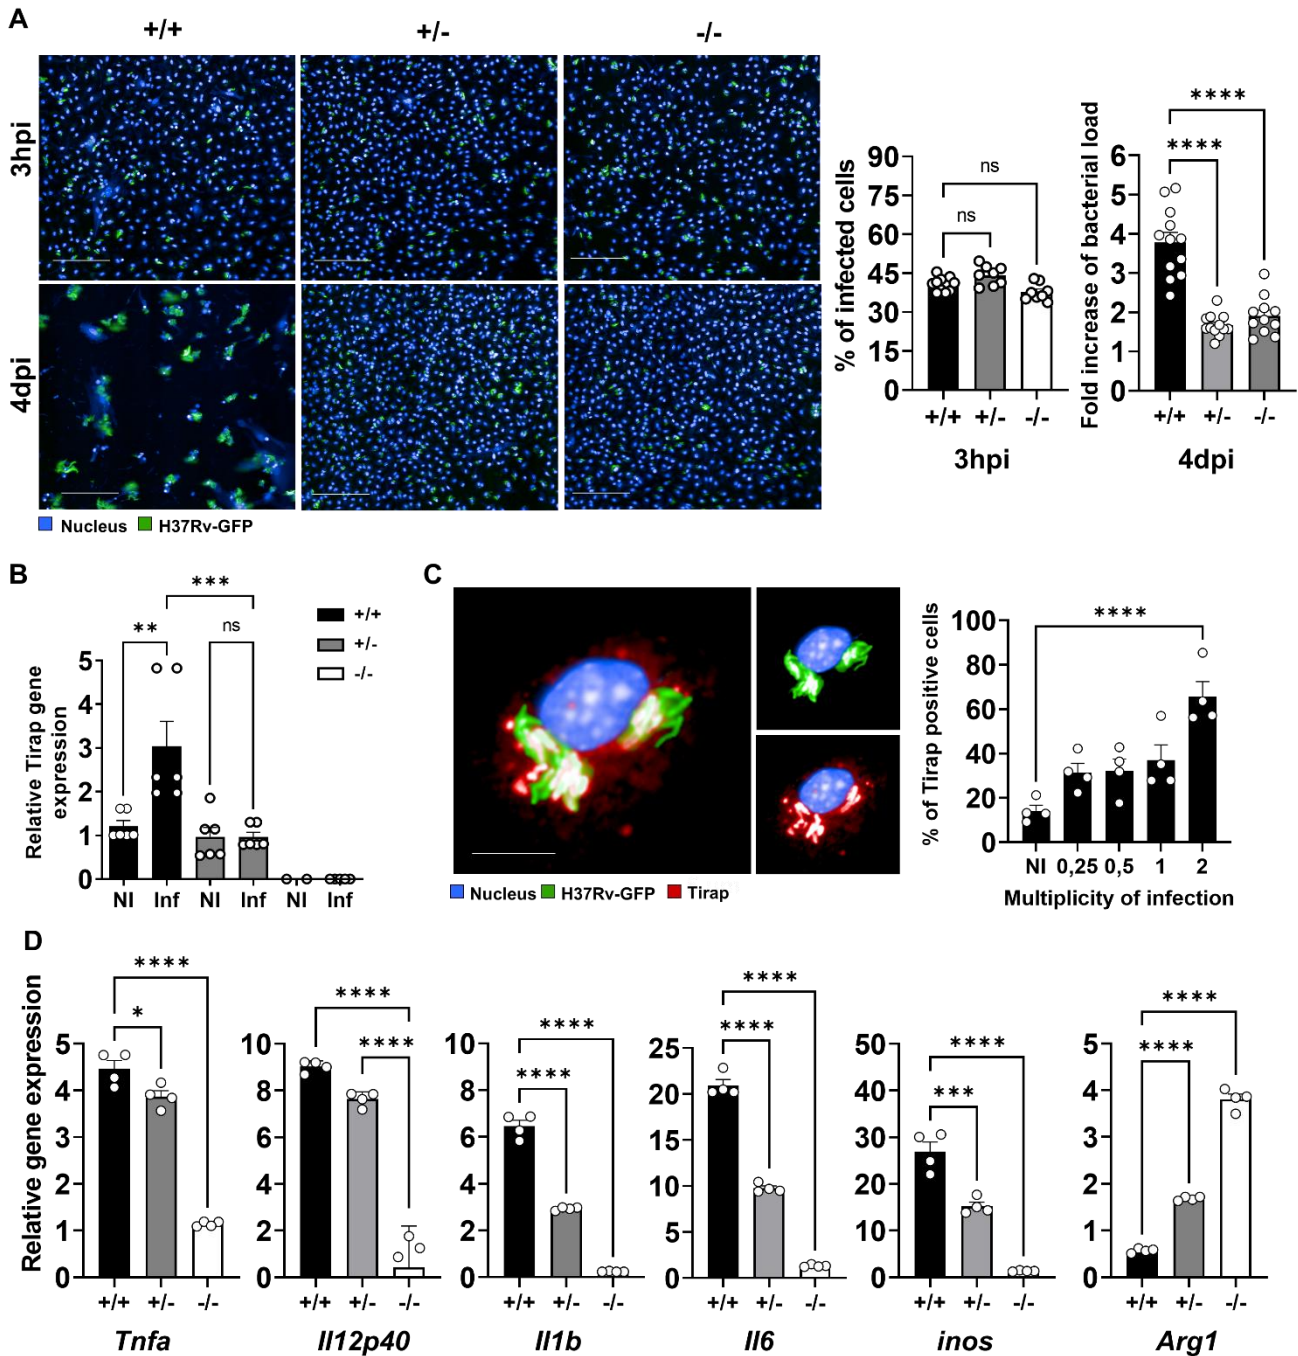 A
+/+
+/-
-/-
3hpi
4dpi
Nucleus
H37Rv-GFP
% of infected cells
90
75
60
45
30
15
0
ns
ns
+/+
+/-
-/-
3hpi
Fold increase of bacterial load
6
5
4
3
2
1
0
****
****
+/+
+/-
-/-
4dpi
B
Relative Tirap gene
expression
5
4
3
2
1
0
***
**
ns
+/+
+/-
-/-
NI Inf NI Inf NI Inf
C
Nucleus
H37Rv-GFP
Tirap
% of Tirap positive cells
100
80
60
40
20
0
****
NI 0,25 0,5 1 2
Multiplicity of infection
D
Relative gene expression
5
4
3
2
1
0
****
*
+/+ +/- -/-
Tnfa
10
8
6
4
2
0
****
****
+/+ +/- -/-
Il12p40
10
8
6
4
2
0
****
****
+/+ +/- -/-
Il1b
25
20
15
10
5
0
****
****
+/+ +/- -/-
Il6
50
40
30
20
10
0
****
***
+/+ +/- -/-
inos
5
4
3
2
1
0
****
****
+/+ +/- -/-
Arg1